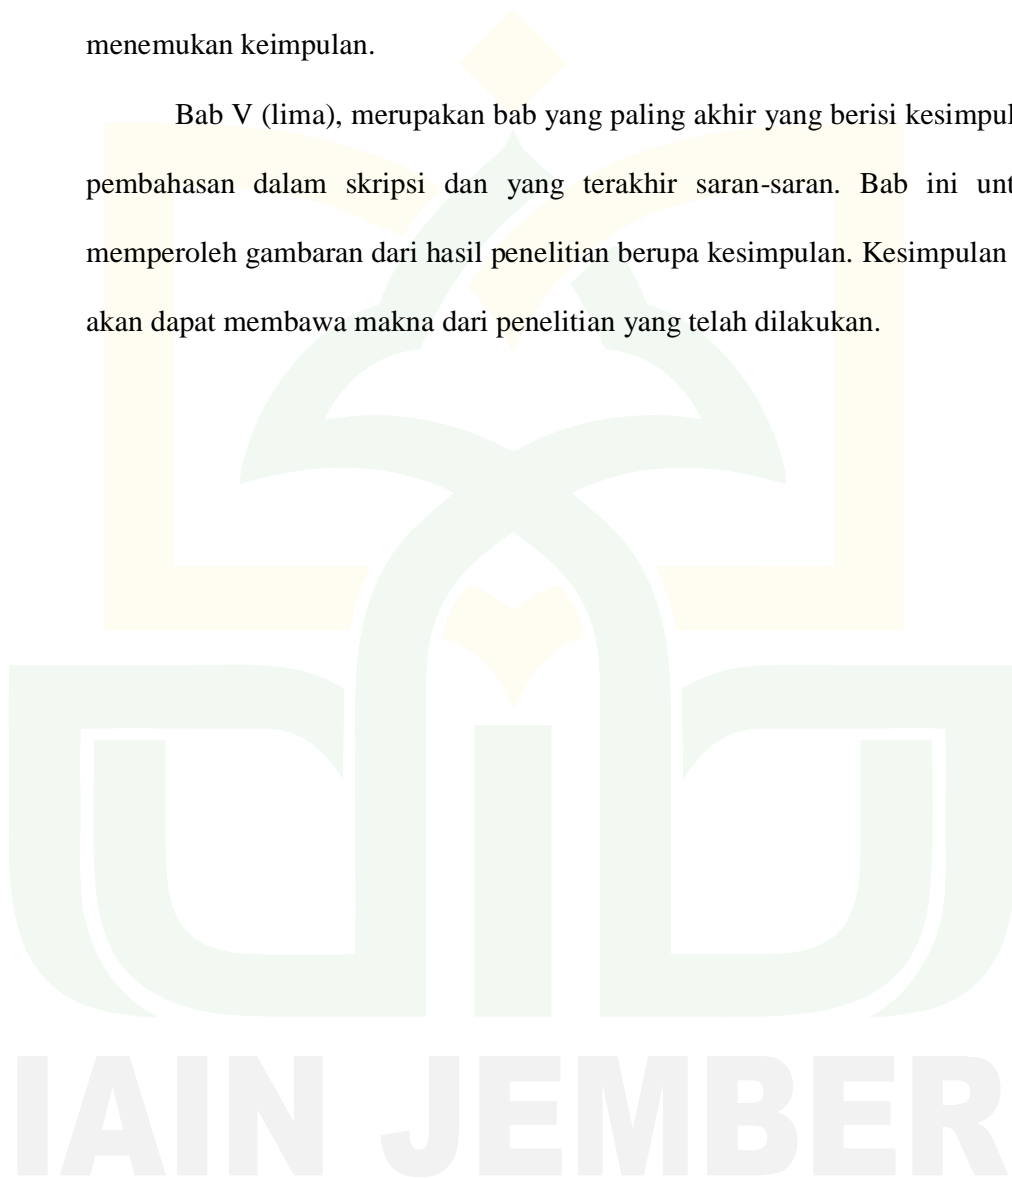 menemukan keimpulan.
Bab V (lima), merupakan bab yang paling akhir yang berisi kesimpul
pembahasan dalam skripsi dan yang terakhir saran-saran. Bab ini unt
memperoleh gambaran dari hasil penelitian berupa kesimpulan. Kesimpulan
akan dapat membawa makna dari penelitian yang telah dilakukan.
IAIN JEMBER